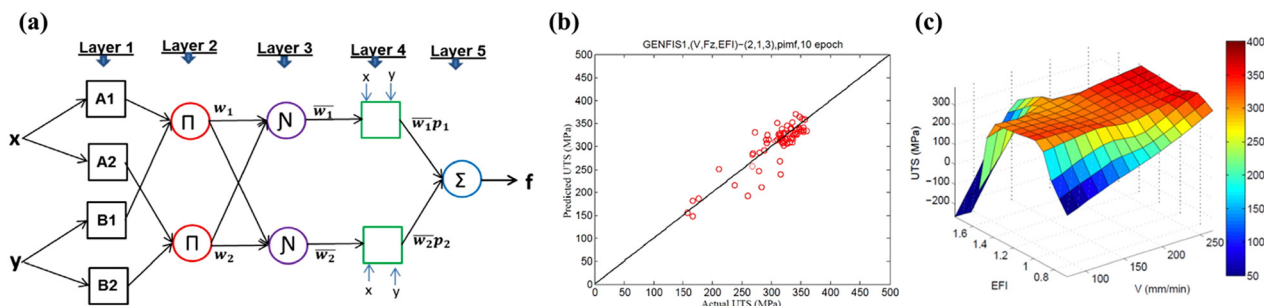 (a)
Layer 1
Layer 2
Layer 3
Layer 4
Layer 5
x
y
A1
A2
B1
B2
x
y
Π
Π
w1
w2
N
N
w1
w2
x
y
w1p1
w2p2
Σ
f
(b)
GENFIS1,(V,Fz,EFI)−(2,1,3),pimf,10 epoch
Predicted UTS (MPa)
500
450
400
350
300
250
200
150
100
50
0
0 50 100 150 200 250 300 350 400 450 500
Actual UTS (MPa)
(c)
UTS (MPa)
300
200
100
0
−100
−200
1.6
1.4
1.2
1
0.8
EFI
100
150
200
250
V (mm/min)
400
350
300
250
200
150
100
50